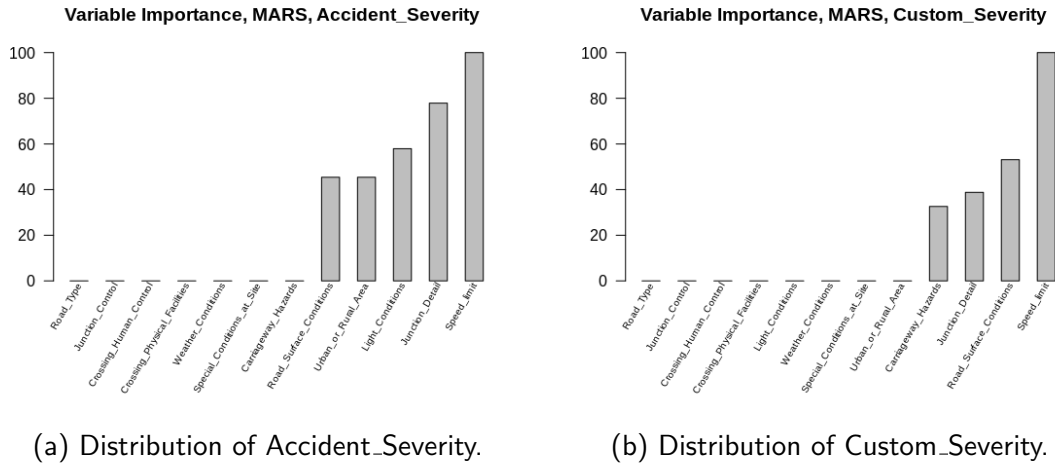 Variable Importance, MARS, Accident_Severity
100
80
60
40
20
0
Road_Type
Junction_Control
Crossing_Human_Control
Crossing_Physical_Facilities
Weather_Conditions
Special_Conditions_at_Site
Carriageway_Hazards
Road_Surface_Conditions
Urban_or_Rural_Area
Light_Conditions
Junction_Detail
Speed_limit
(a) Distribution of Accident_Severity.
Variable Importance, MARS, Custom_Severity
100
80
60
40
20
0
Road_Type
Junction_Control
Crossing_Human_Control
Crossing_Physical_Facilities
Light_Conditions
Weather_Conditions
Special_Conditions_at_Site
Urban_or_Rural_Area
Carriageway_Hazards
Junction_Detail
Road_Surface_Conditions
Speed_limit
(b) Distribution of Custom_Severity.